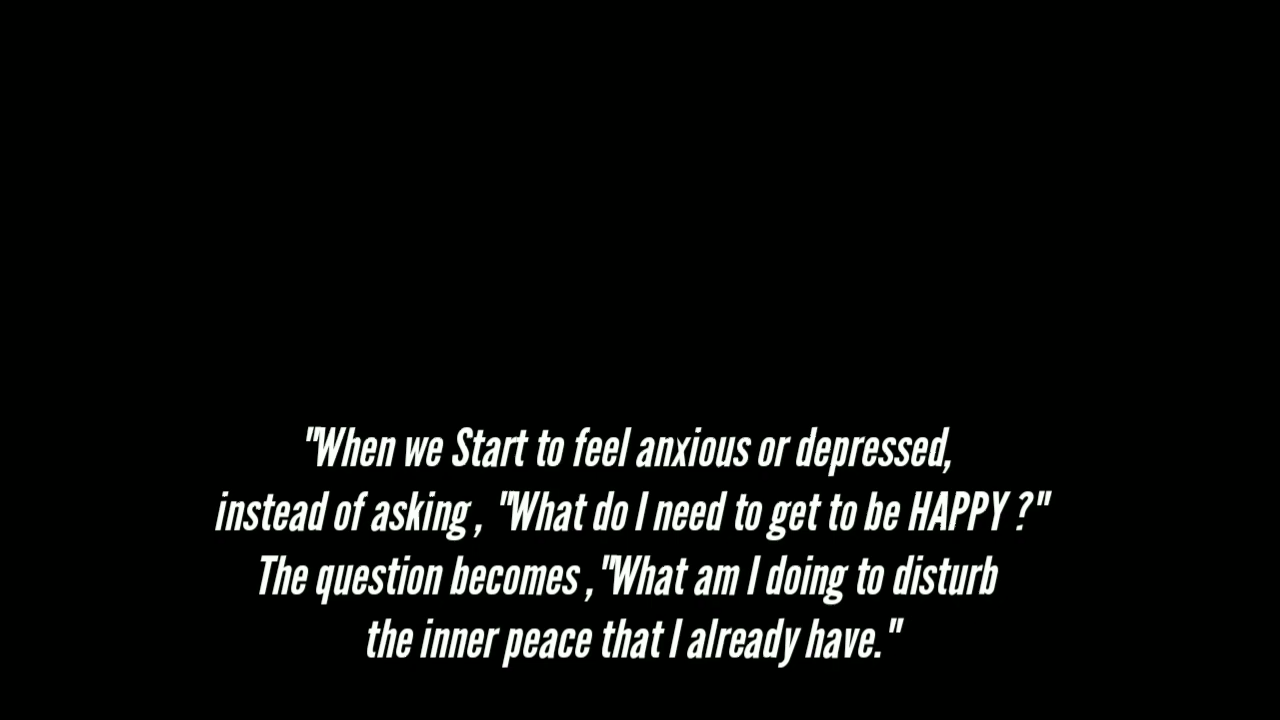 "When we Start to feel anxious or depressed,
instead of asking , "What do I need to get to be HAPPY ?"
The question becomes ,"What am I doing to disturb
the inner peace that I already have."